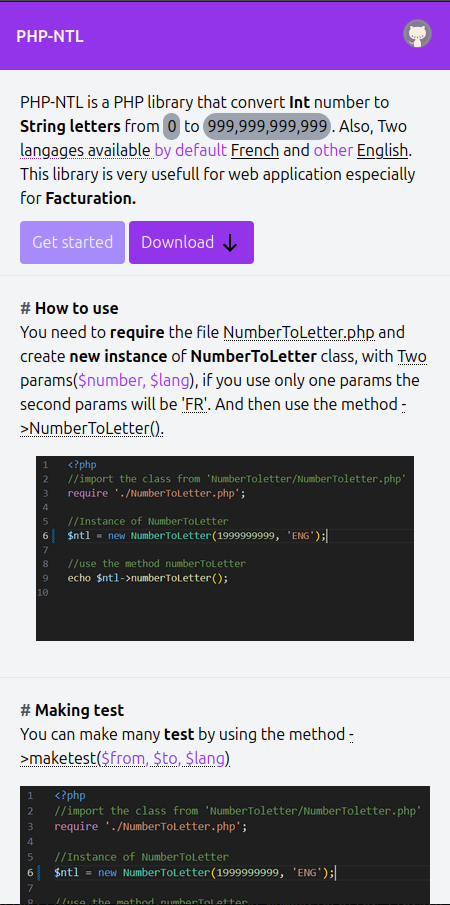 PHP-NTL
PHP-NTL is a PHP library that convert Int number to
String letters from 0 to 999,999,999,999. Also, Two
langages available by default French and other English.
This library is very usefull for web application especially
for Facturation.
Get started Download
# How to use
You need to require the file NumberToLetter.php and
create new instance of NumberToLetter class, with Two
params($number, $lang), if you use only one params the
second params will be 'FR'. And then use the method -
>NumberToLetter().
1 <?php
2 //import the class from 'NumberToletter/NumberToletter.php'
3 require './NumberToLetter.php';
4
5 //Instance of NumberToLetter
6 $ntl = new NumberToLetter(1999999999, 'ENG');
7
8 //use the method numberToLetter
9 echo $ntl->numberToLetter();
10
# Making test
You can make many test by using the method -
>maketest($from, $to, $lang)
1 <?php
2 //import the class from 'NumberToletter/NumberToletter.php'
3 require './NumberToLetter.php';
4
5 //Instance of NumberToLetter
6 $ntl = new NumberToLetter(1999999999, 'ENG');
7
8 //use the method numberToLetter